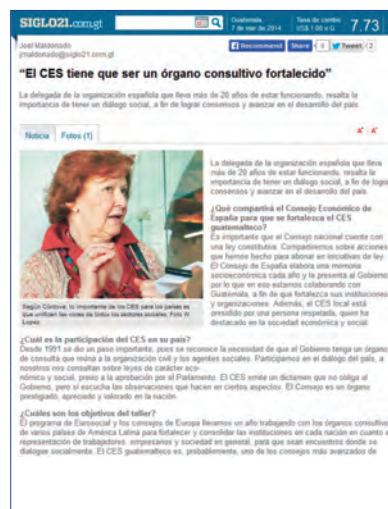 SIGLO21.com.gt
Guatemala,
7 de mar de 2014
Tasa de cambio
US$ 1.00 x Q
7.73
Joel Maldonado
jmaldonado@siglo21.com.gt
Recommend
Share
0
Tweet
2
“El CES tiene que ser un órgano consultivo fortalecido”
La delegada de la organización española que lleva más de 20 años de estar funcionando, resalta la
importancia de tener un diálogo social, a fin de lograr consensos y avanzar en el desarrollo del país.
Noticia
Fotos (1)
La delegada de la organización española que lleva
más de 20 años de estar funcionando, resalta la
importancia de tener un diálogo social, a fin de lograr
consensos y avanzar en el desarrollo del país.
¿Qué compartirá el Consejo Económico de
España para que se fortalezca el CES
guatemalteco?
Es importante que el Consejo nacional cuente con
una ley constitutiva. Compartiremos sobre acciones
que hemos hecho para abonar en iniciativas de ley.
El Consejo de España elabora una memoria
socioeconómica cada año y la presenta al Gobierno,
por lo que en eso estamos colaborando con
Guatemala, a fin de que fortalezca sus instituciones
y organizaciones. Además, el CES local está
presidido por una persona respetada, quien ha
destacado en la sociedad económica y social.
Según Córdova, lo importante de los CES para los países es
que unifican las voces de todos los sectores sociales. Foto W.
Lopez
¿Cuál es la participación del CES en su país?
Desde 1991 se dio un paso importante, pues se reconoce la necesidad de que el Gobierno tenga un órgano
de consulta que reúna a la organización civil y los agentes sociales. Participamos en el diálogo del país, a
nosotros nos consultan sobre leyes de carácter eco-
nómico y social, previo a la aprobación por el Parlamento. El CES emite un dictamen que no obliga al
Gobierno, pero sí escucha las observaciones que hacen en ciertos aspectos. El Consejo es un órgano
prestigiado, apreciado y valorado en la nación.
¿Cuáles son los objetivos del taller?
El programa de Eurosocial y los consejos de Europa llevamos un año trabajando con los órganos consultivos
de varios países de América Latina para fortalecer y consolidar las instituciones en cada nación en cuanto a
representación de trabajadores, empresarios y sociedad en general, para que sean encuentros donde se
dialogue socialmente. El CES guatemalteco es, probablemente, uno de los consejos más avanzados de